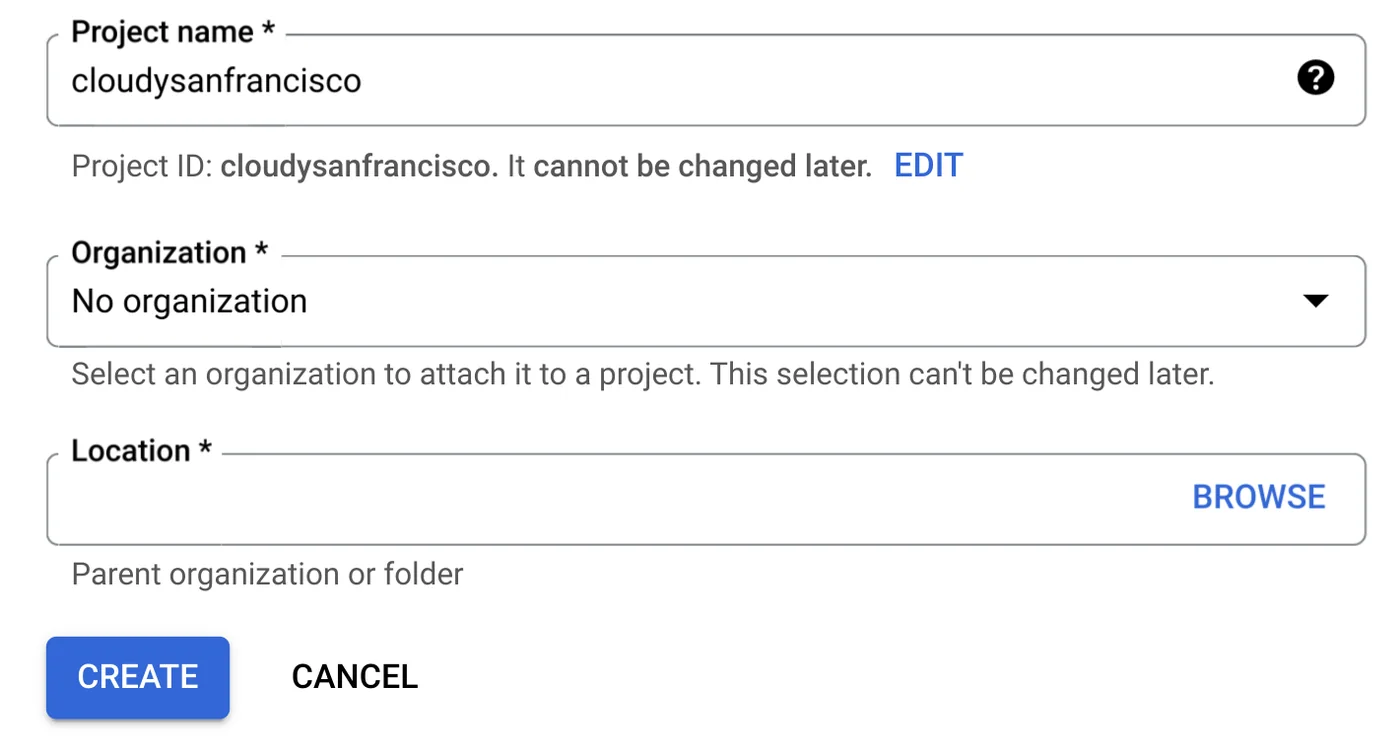 Project name *
cloudysanfrancisco
?
Project ID: cloudysanfrancisco. It cannot be changed later. EDIT
Organization *
No organization
Select an organization to attach it to a project. This selection can't be changed later.
Location *
BROWSE
Parent organization or folder
CREATE CANCEL